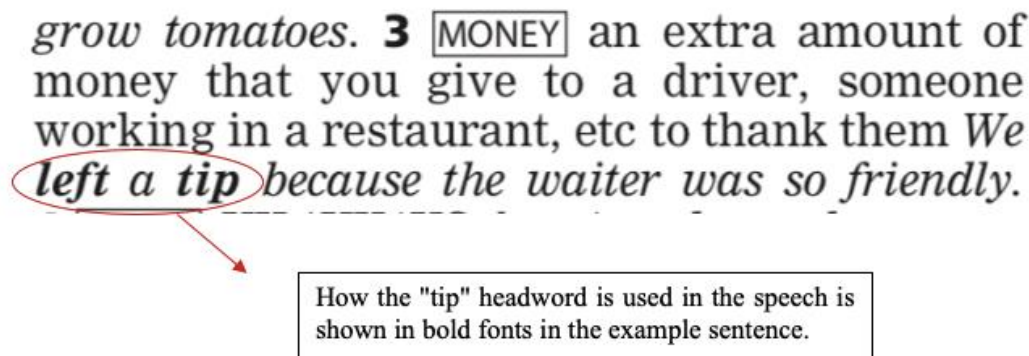 grow tomatoes. 3 MONEY an extra amount of
money that you give to a driver, someone
working in a restaurant, etc to thank them We
left a tip because the waiter was so friendly.
How the "tip" headword is used in the speech is
shown in bold fonts in the example sentence.